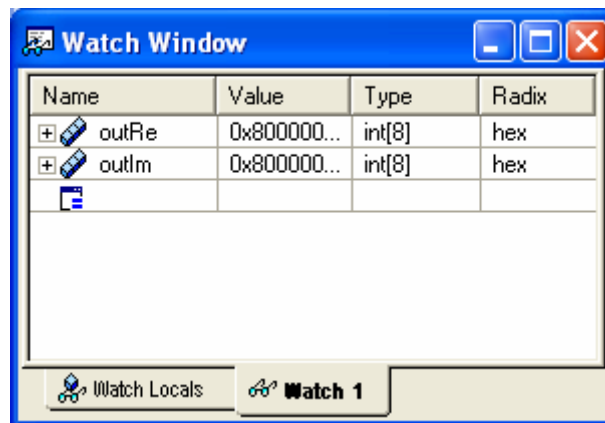 Watch Window
Name Value Type Radix
outRe 0x800000... int[8] hex
outIm 0x800000... int[8] hex
Watch Locals Watch 1